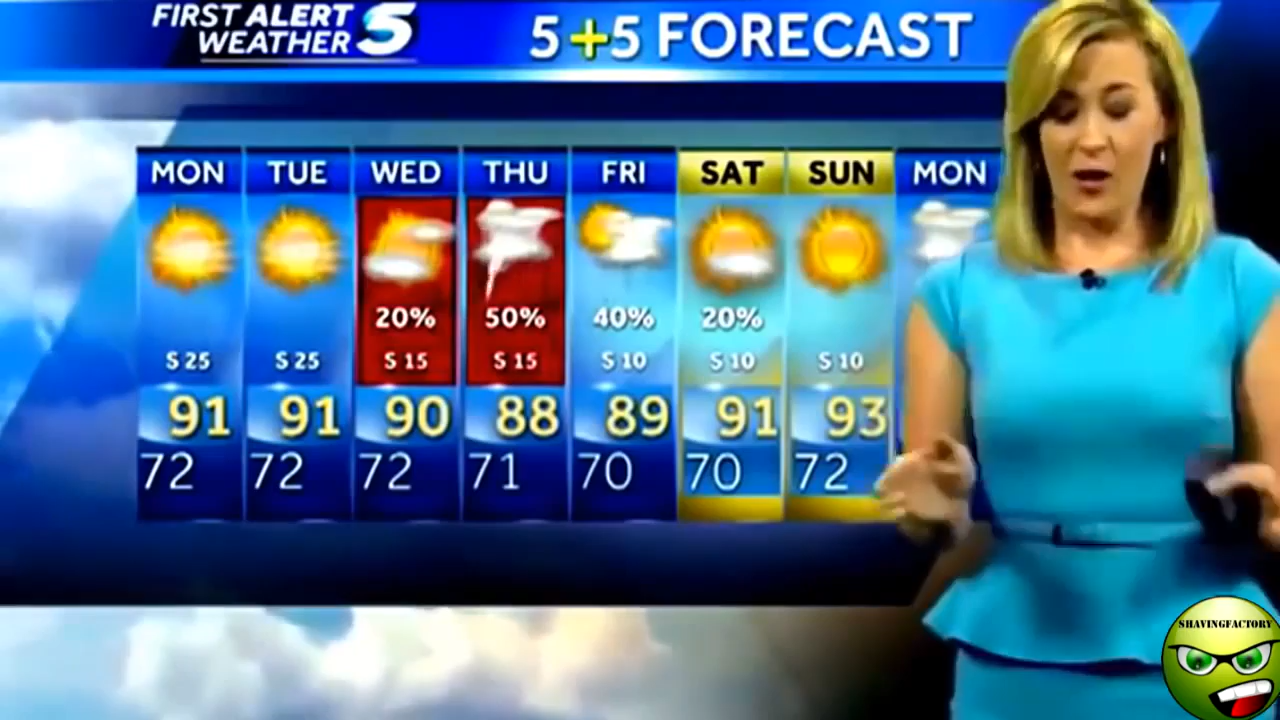 FIRST ALERT 5
WEATHER
5+5 FORECAST
MON TUE WED THU FRI SAT SUN MON
20% 50% 40% 20%
S 25 S 25 S 15 S 15 S 10 S 10 S 10
91 91 90 88 89 91 93
72 72 72 71 70 70 72
SHAVINGFACTORY